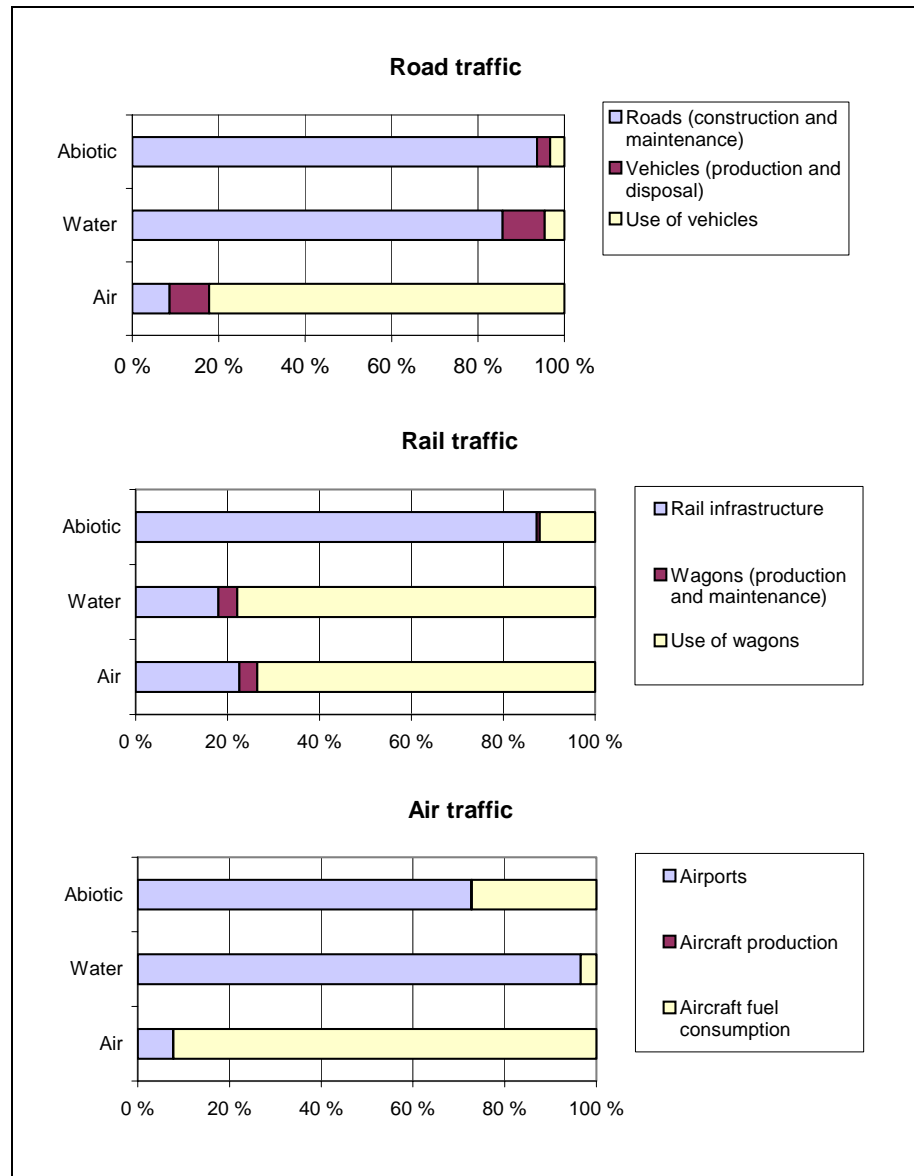 Road traffic
Abiotic
Water
Air
0 % 20 % 40 % 60 % 80 % 100 %
Roads (construction and
maintenance)
Vehicles (production and
disposal)
Use of vehicles
Rail traffic
Abiotic
Water
Air
0 % 20 % 40 % 60 % 80 % 100 %
Rail infrastructure
Wagons (production
and maintenance)
Use of wagons
Air traffic
Abiotic
Water
Air
0 % 20 % 40 % 60 % 80 % 100 %
Airports
Aircraft production
Aircraft fuel
consumption